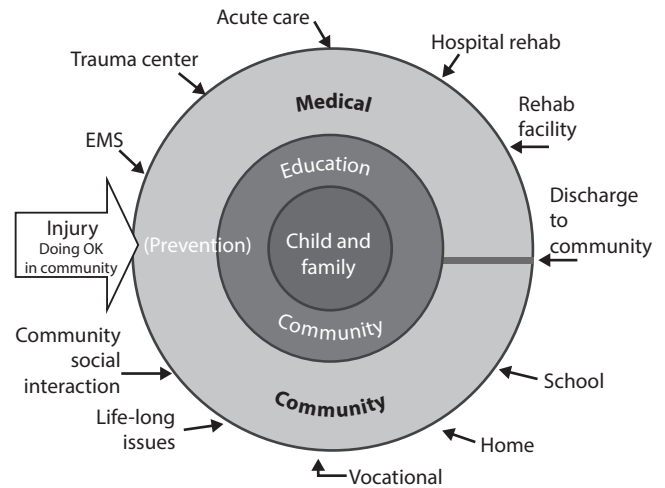 Acute care
Hospital rehab
Trauma center
Medical
Rehab
facility
EMS
Education
Discharge
to
community
Injury
Doing OK
in community
(Prevention)
Child and
family
Community
Community
social
interaction
School
Community
Life-long
issues
Home
Vocational